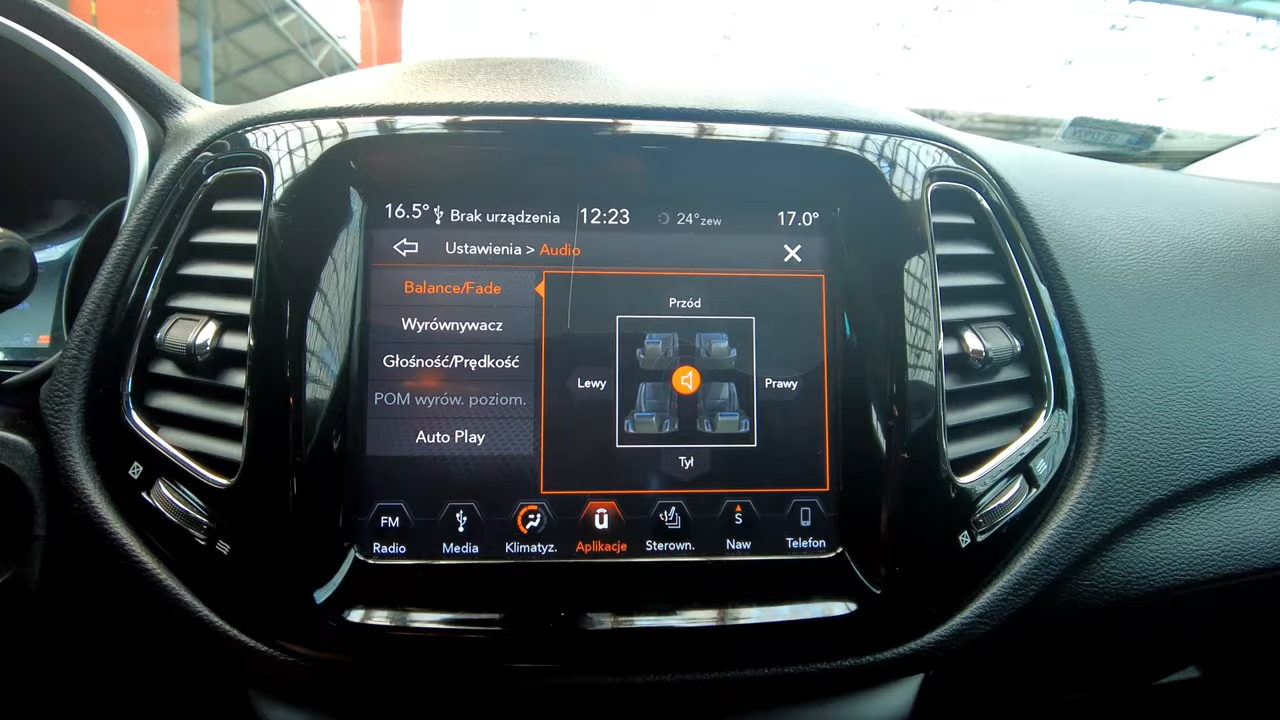 16.5° Brak urządzenia 12:23 24°zew 17.0°
Ustawienia > Audio
Balance/Fade
Wyrównywacz
Głośność/Prędkość
POM wyrów. poziom.
Auto Play
Przód
Lewy
Prawy
Tył
FM
Radio
Media
Klimatyz.
Aplikacje
Sterown.
S
Naw
Telefon